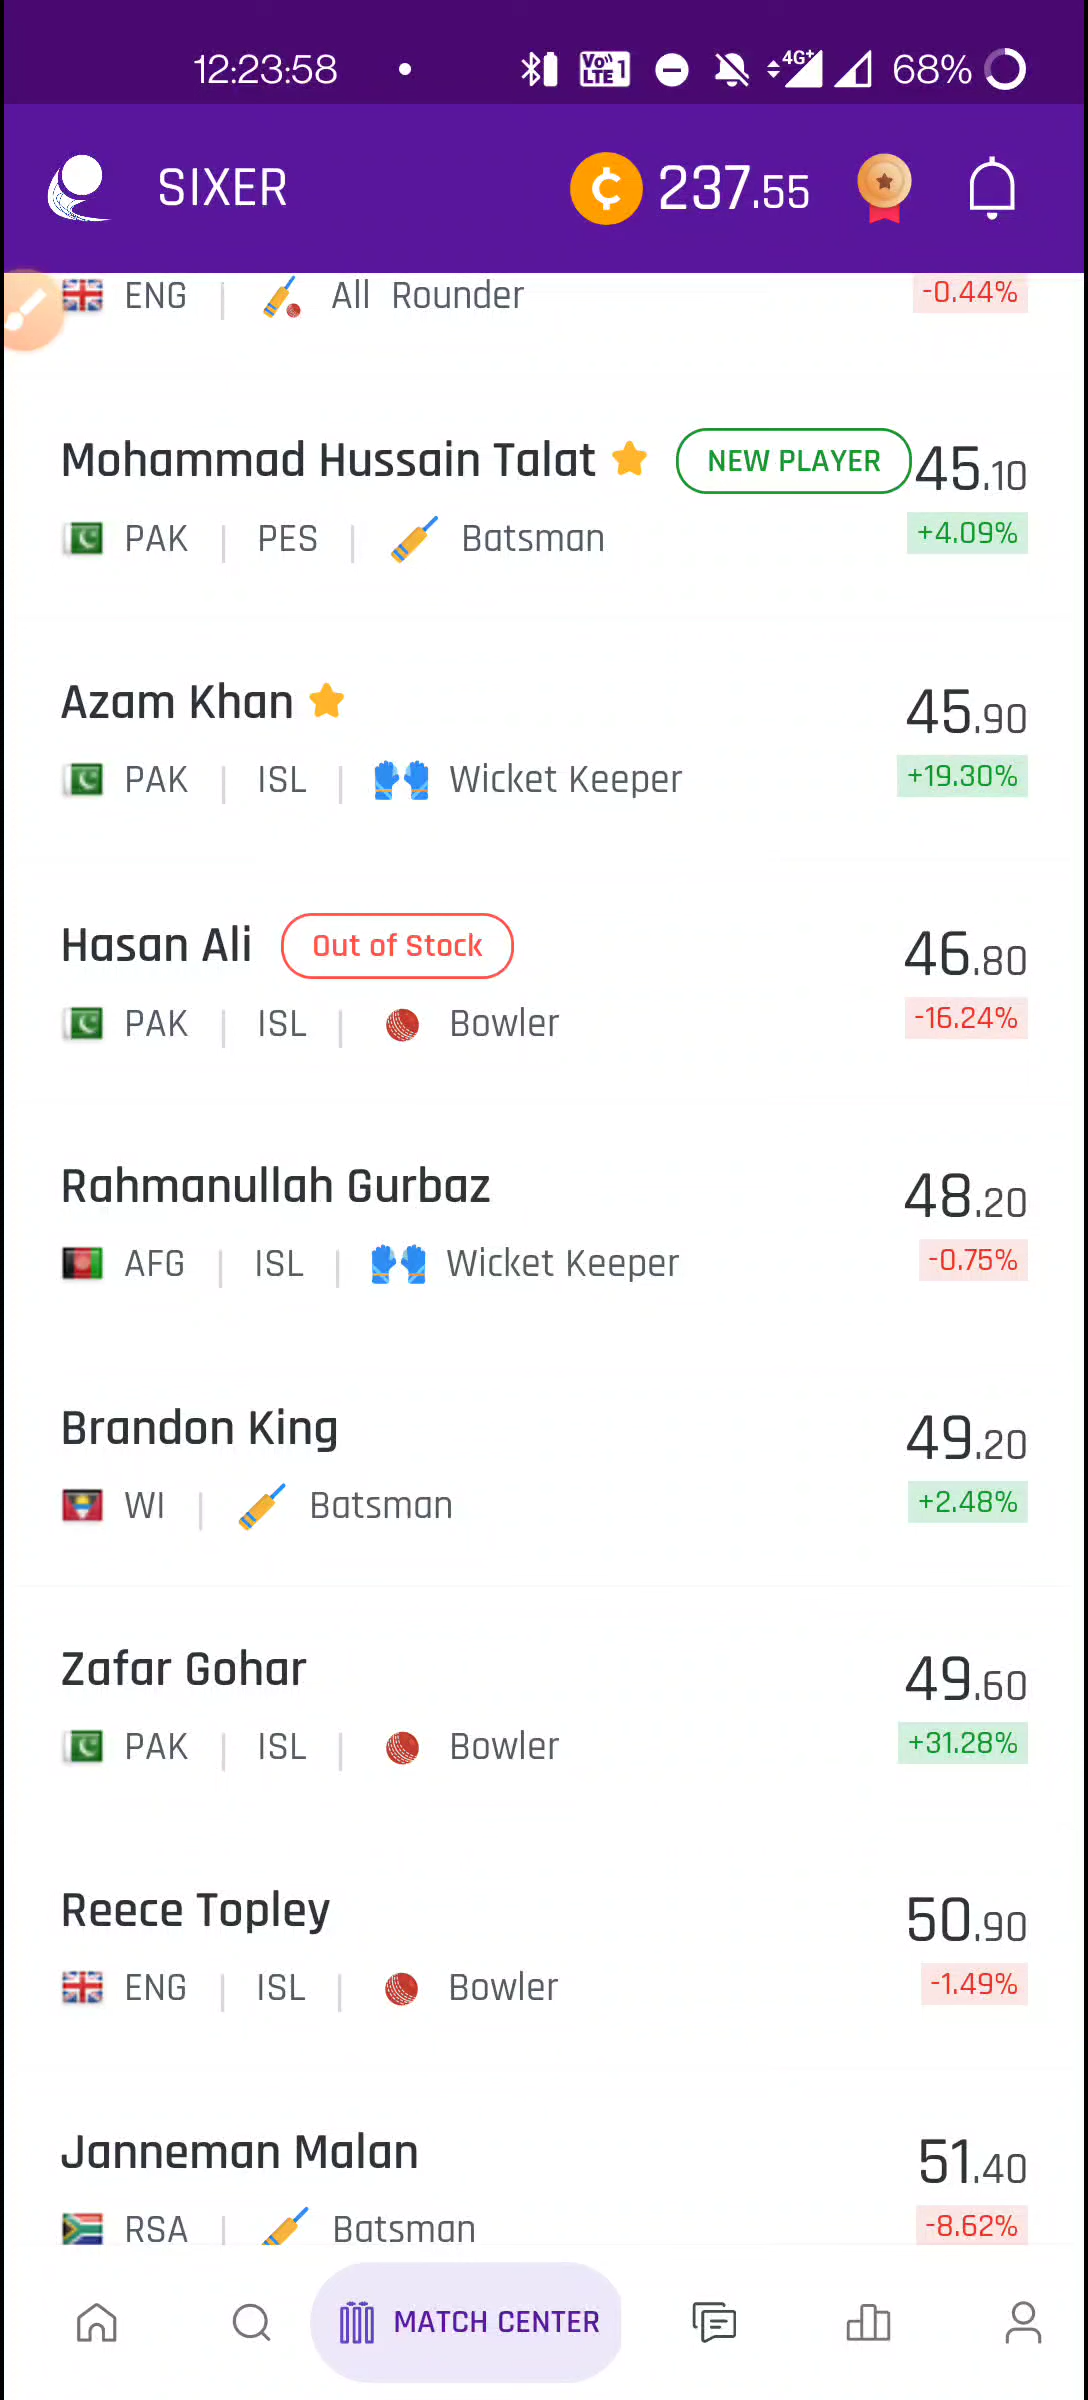 12:23:58 Vo)) LTE 1 4G+ 68%
SIXER ¢ 237.55
ENG | All Rounder -0.44%
Mohammad Hussain Talat NEW PLAYER 45.10
PAK | PES | Batsman +4.09%
Azam Khan 45.90
PAK | ISL | Wicket Keeper +19.30%
Hasan Ali Out of Stock 46.80
PAK | ISL | Bowler -16.24%
Rahmanullah Gurbaz 48.20
AFG | ISL | Wicket Keeper -0.75%
Brandon King 49.20
WI | Batsman +2.48%
Zafar Gohar 49.60
PAK | ISL | Bowler +31.28%
Reece Topley 50.90
ENG | ISL | Bowler -1.49%
Janneman Malan 51.40
RSA | Batsman -8.62%
MATCH CENTER